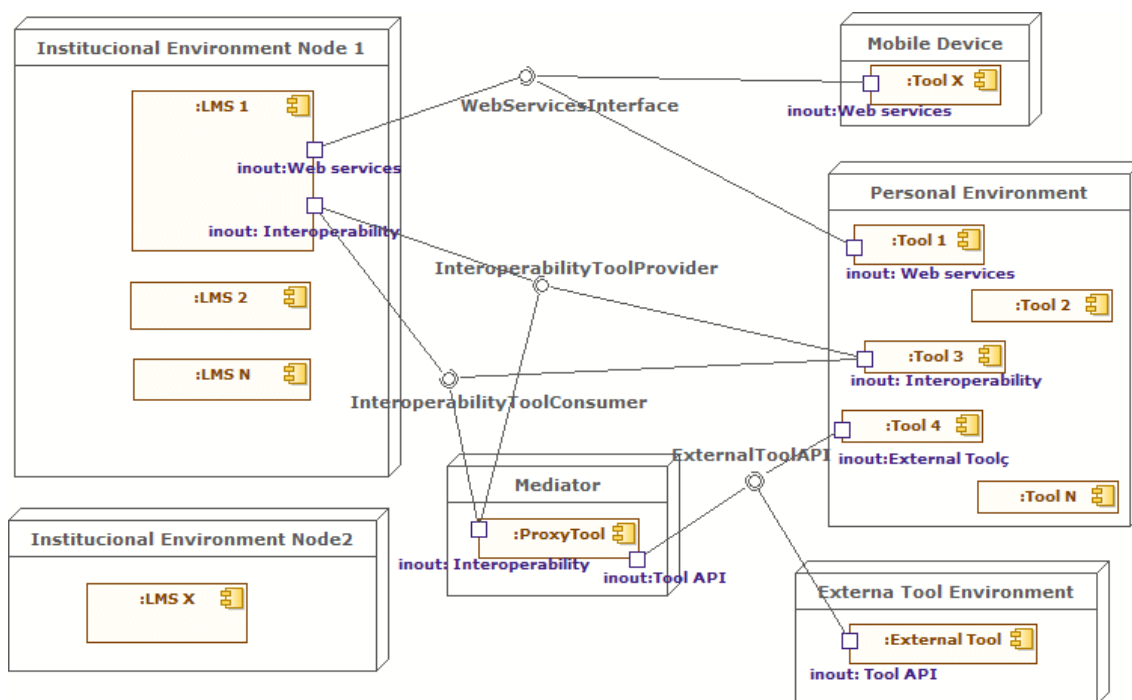 Institucional Environment Node 1
:LMS 1
inout:Web services
inout: Interoperability
:LMS 2
:LMS N
WebServicesInterface
InteroperabilityToolProvider
InteroperabilityToolConsumer
ExternalToolAPI
Mobile Device
:Tool X
inout:Web services
Personal Environment
:Tool 1
inout: Web services
:Tool 2
:Tool 3
inout: Interoperability
:Tool 4
inout:External Toolç
:Tool N
Mediator
:ProxyTool
inout: Interoperability
inout:Tool API
Institucional Environment Node2
:LMS X
Externa Tool Environment
:External Tool
inout: Tool API